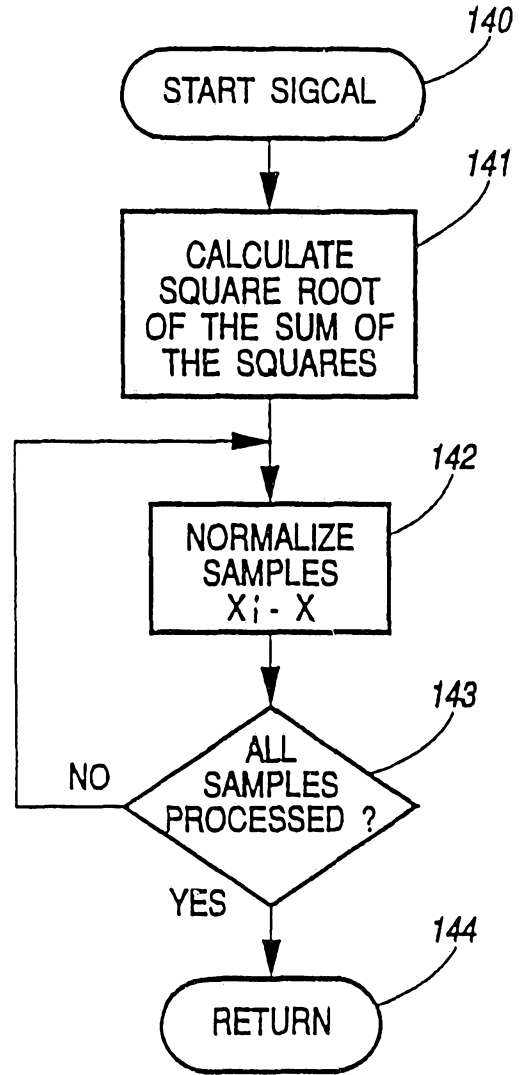 140
START SIGCAL
141
CALCULATE
SQUARE ROOT
OF THE SUM OF
THE SQUARES
142
NORMALIZE
SAMPLES
Xi - X
143
ALL
SAMPLES
PROCESSED ?
NO
YES
144
RETURN